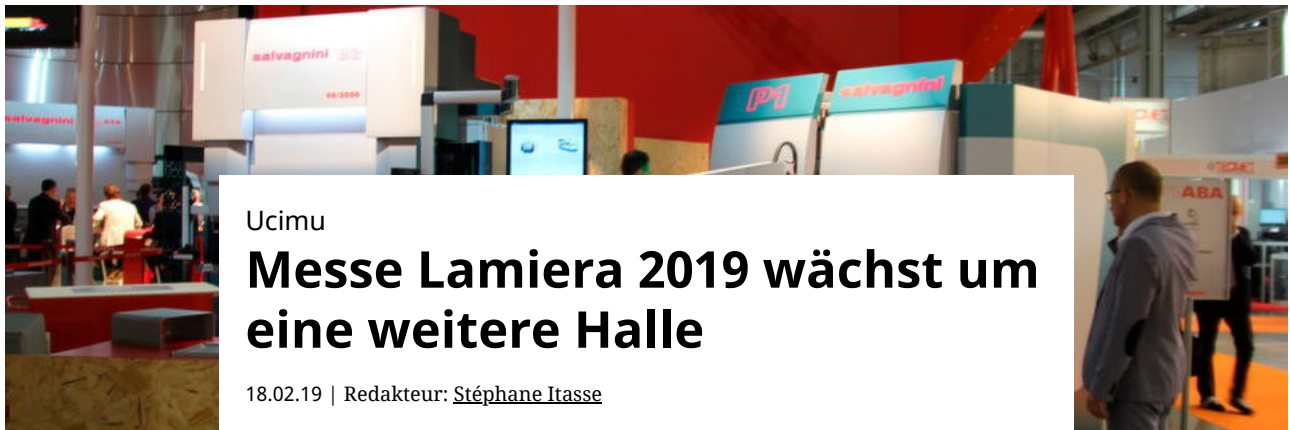 salvagnini
salvagnini
P1
salvagnini
TECMET
ABA
Ucimu
Messe Lamiera 2019 wächst um
eine weitere Halle
18.02.19 | Redakteur: Stéphane Itasse